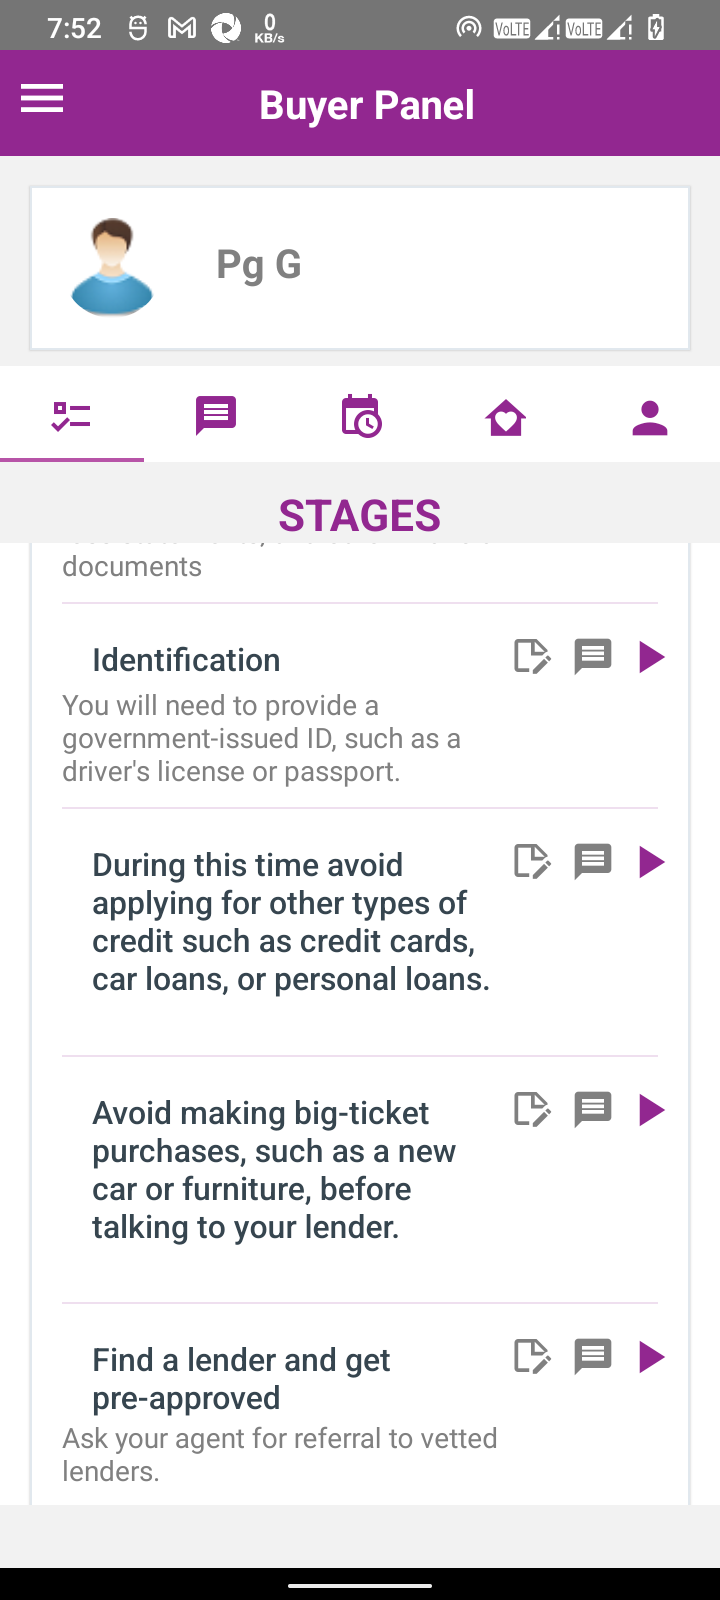 7:52
0
KB/s
VoLTE
VoLTE
Buyer Panel
Pg G
STAGES
documents
Identification
You will need to provide a
government-issued ID, such as a
driver's license or passport.
During this time avoid
applying for other types of
credit such as credit cards,
car loans, or personal loans.
Avoid making big-ticket
purchases, such as a new
car or furniture, before
talking to your lender.
Find a lender and get
pre-approved
Ask your agent for referral to vetted
lenders.